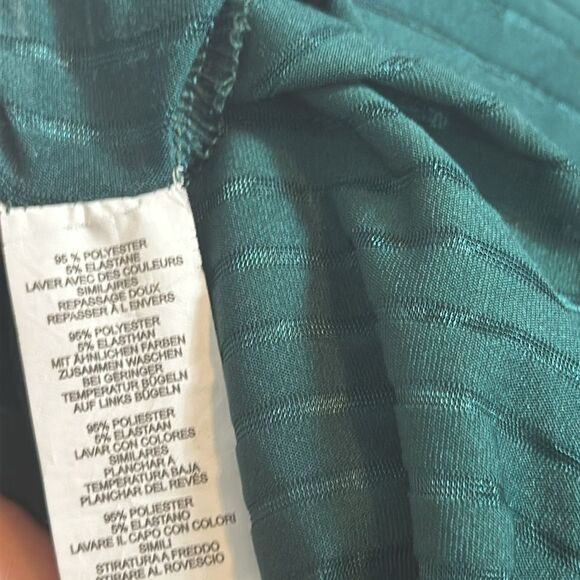 95 % POLYESTER
5% ELASTANE
LAVER AVEC DES COULEURS
SIMILAIRES
REPASSAGE DOUX
REPASSER À L'ENVERS
95% POLYESTER
5% ELASTHAN
MIT ÄHNLICHEN FARBEN
ZUSAMMEN WASCHEN
BEI GERINGER
TEMPERATUR BÜGELN
AUF LINKS BÜGELN
95% POLIESTER
5% ELASTAAN
LAVAR CON COLORES
SIMILARES
PLANCHAR A
TEMPERATURA BAJA
PLANCHAR DEL REVÉS
95% POLIESTER
5% ELASTANO
LAVARE IL CAPO CON COLORI
SIMILI
STIRATURA A FREDDO
STIRARE AL ROVESCIO